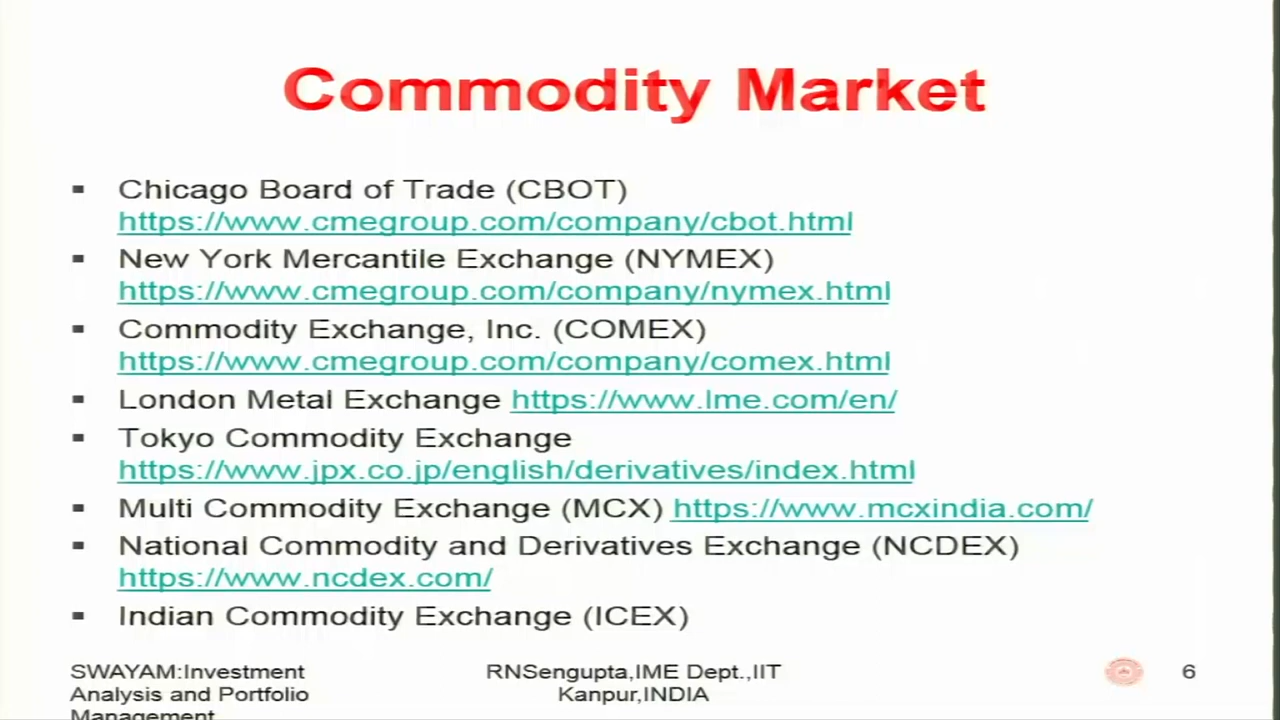 Commodity Market
▪ Chicago Board of Trade (CBOT)
https://www.cmegroup.com/company/cbot.html
▪ New York Mercantile Exchange (NYMEX)
https://www.cmegroup.com/company/nymex.html
▪ Commodity Exchange, Inc. (COMEX)
https://www.cmegroup.com/company/comex.html
▪ London Metal Exchange https://www.lme.com/en/
▪ Tokyo Commodity Exchange
https://www.jpx.co.jp/english/derivatives/index.html
▪ Multi Commodity Exchange (MCX) https://www.mcxindia.com/
▪ National Commodity and Derivatives Exchange (NCDEX)
https://www.ncdex.com/
▪ Indian Commodity Exchange (ICEX)
SWAYAM:Investment
Analysis and Portfolio
Management
RNSengupta,IME Dept.,IIT
Kanpur,INDIA
6